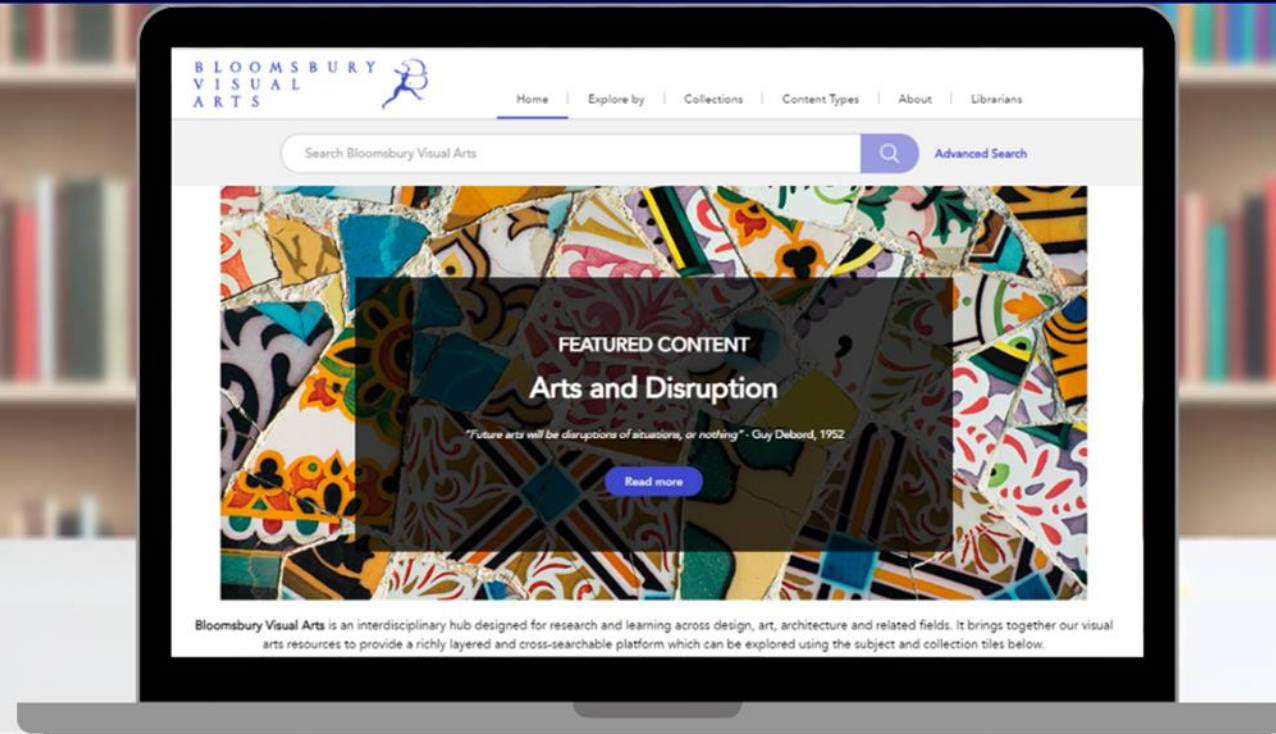 BLOOMSBURY
VISUAL
ARTS
Home | Explore by | Collections | Content Types | About | Librarians
Search Bloomsbury Visual Arts
Advanced Search
FEATURED CONTENT
Arts and Disruption
"Future arts will be disruptions of situations, or nothing" - Guy Debord, 1952
Read more
Bloomsbury Visual Arts is an interdisciplinary hub designed for research and learning across design, art, architecture and related fields. It brings together our visual
arts resources to provide a richly layered and cross-searchable platform which can be explored using the subject and collection tiles below.